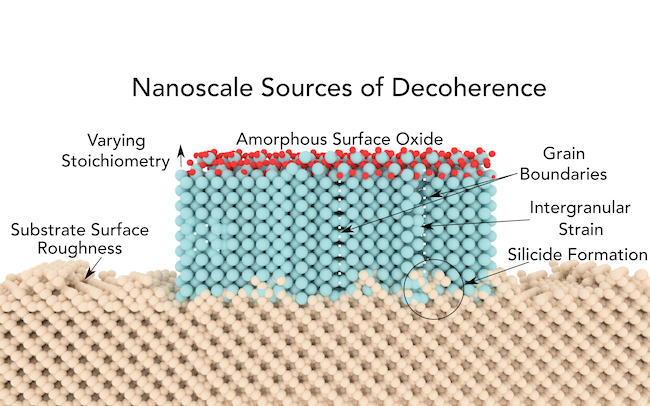 Nanoscale Sources of Decoherence
Varying
Stoichiometry
Amorphous Surface Oxide
Grain
Boundaries
Substrate Surface
Roughness
Intergranular
Strain
Silicide Formation